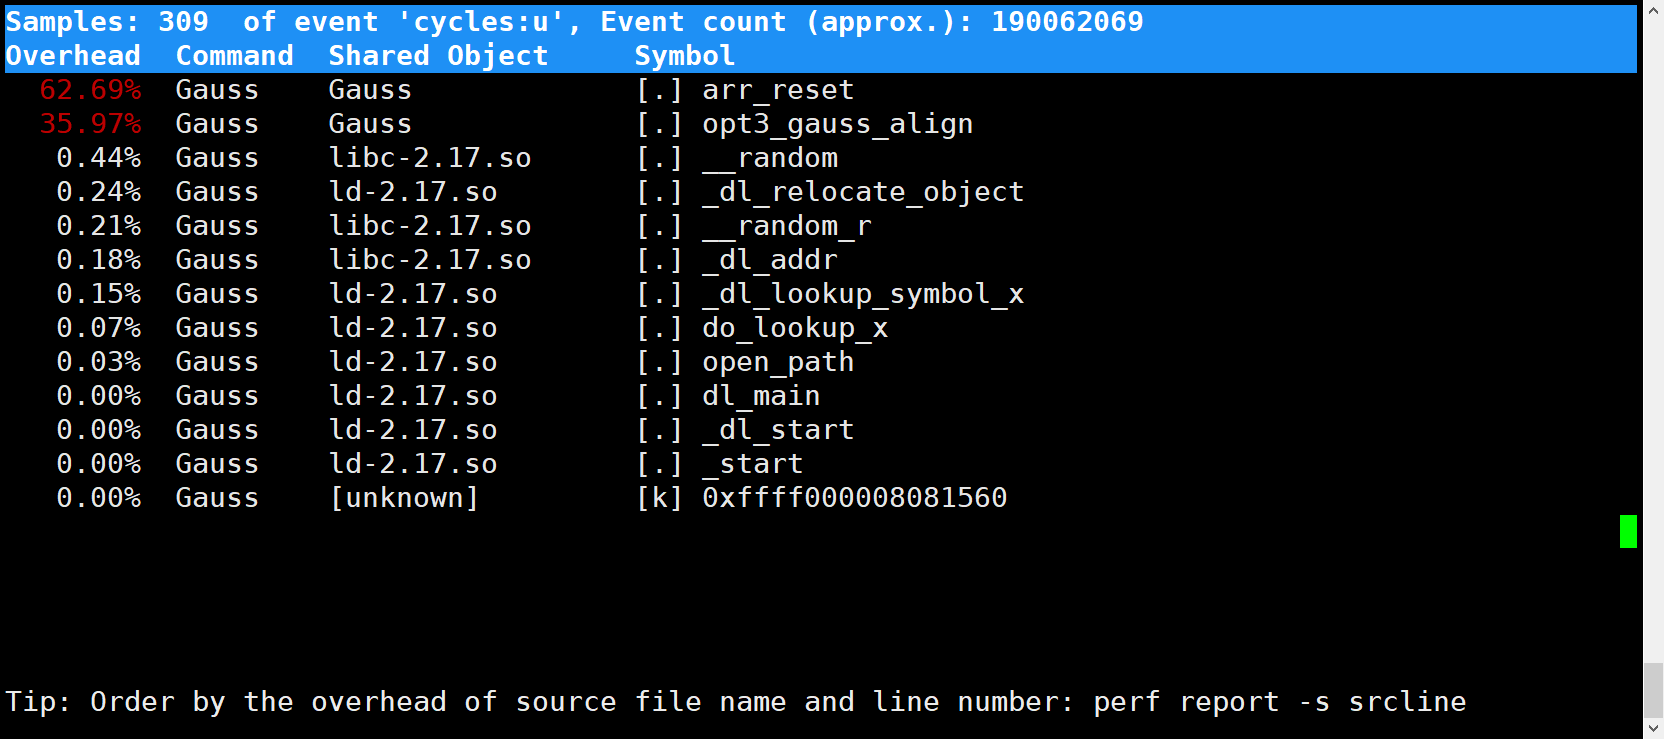 Samples: 309  of event 'cycles:u', Event count (approx.): 190062069
Overhead  Command  Shared Object     Symbol
62.69%  Gauss    Gauss             [.] arr_reset
35.97%  Gauss    Gauss             [.] opt3_gauss_align
0.44%  Gauss    libc-2.17.so      [.] __random
0.24%  Gauss    ld-2.17.so        [.] _dl_relocate_object
0.21%  Gauss    libc-2.17.so      [.] __random_r
0.18%  Gauss    libc-2.17.so      [.] _dl_addr
0.15%  Gauss    ld-2.17.so        [.] _dl_lookup_symbol_x
0.07%  Gauss    ld-2.17.so        [.] do_lookup_x
0.03%  Gauss    ld-2.17.so        [.] open_path
0.00%  Gauss    ld-2.17.so        [.] dl_main
0.00%  Gauss    ld-2.17.so        [.] _dl_start
0.00%  Gauss    ld-2.17.so        [.] _start
0.00%  Gauss    [unknown]         [k] 0xffff000008081560
Tip: Order by the overhead of source file name and line number: perf report -s srcline